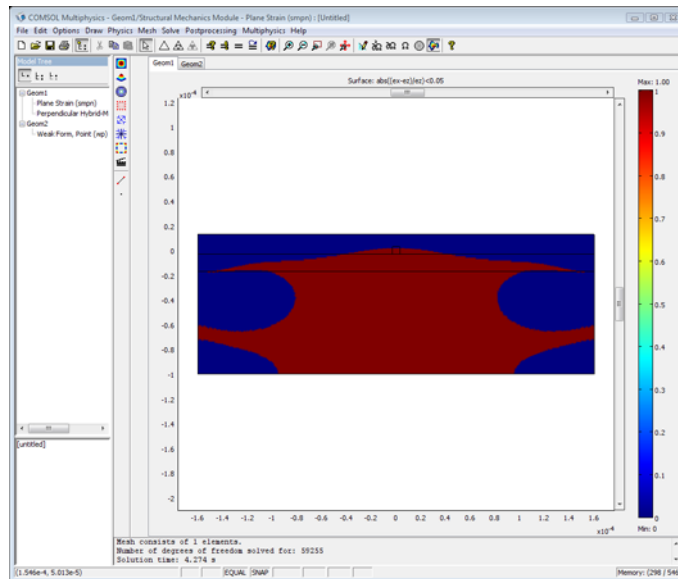 COMSOL Multiphysics - Geom1/Structural Mechanics Module - Plane Strain (smpn) : [Untitled]
File Edit Options Draw Physics Mesh Solve Postprocessing Multiphysics Help
Model Tree
Geom1
Plane Strain (smpn)
Perpendicular Hybrid-M
Geom2
Weak Form, Point (wp)
[untitled]
Geom1 Geom2
Surface: abs((ex-ez)/ez)<0.05
Max: 1.00
x10^-4
1.2
1
0.8
0.6
0.4
0.2
0
-0.2
-0.4
-0.6
-0.8
-1
-1.2
-1.4
-1.6
-1.8
-2
-1.6 -1.4 -1.2 -1 -0.8 -0.6 -0.4 -0.2 0 0.2 0.4 0.6 0.8 1 1.2 1.4 1.6
x10^-4
1
0.9
0.8
0.7
0.6
0.5
0.4
0.3
0.2
0.1
0
Min: 0
Mesh consists of 1 elements.
Number of degrees of freedom solved for: 59255
Solution time: 4.274 s
(1.546e-4, 5.013e-5) EQUAL SNAP Memory: (298 / 546